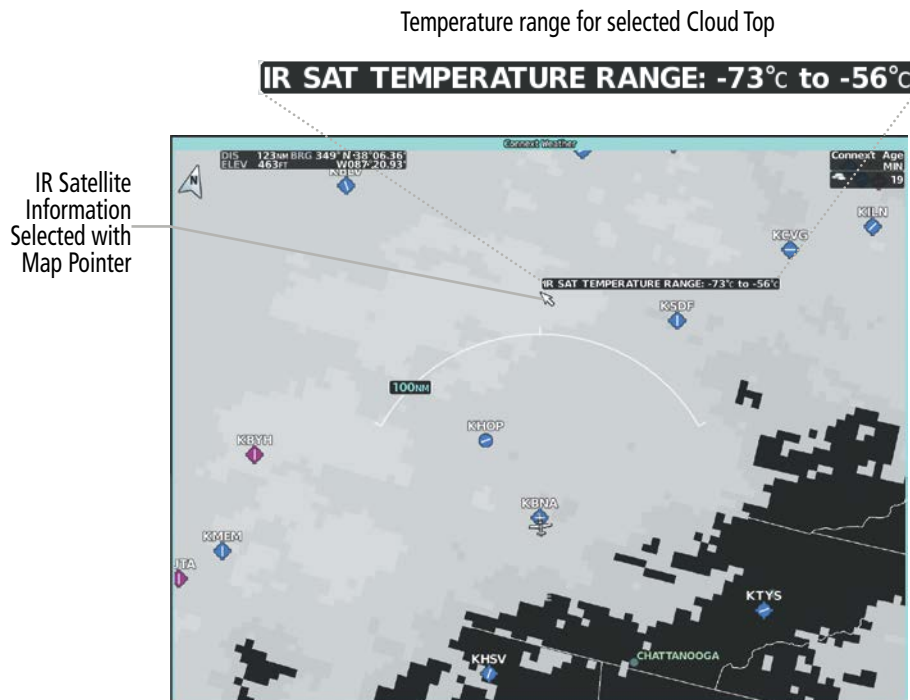 Temperature range for selected Cloud Top
IR SAT TEMPERATURE RANGE: -73°C to -56°C
IR Satellite
Information
Selected with
Map Pointer
Connext Weather
DIS 123NM BRG 349° N 38°06.36'
ELEV 463FT W087°20.93'
Connext Age
MIN
19
N
KILN
KCVG
IR SAT TEMPERATURE RANGE: -73°C to -56°C
KSDF
100NM
KHOP
KBYH
KBNA
KMEM
KTYS
CHATTANOOGA
KHSV